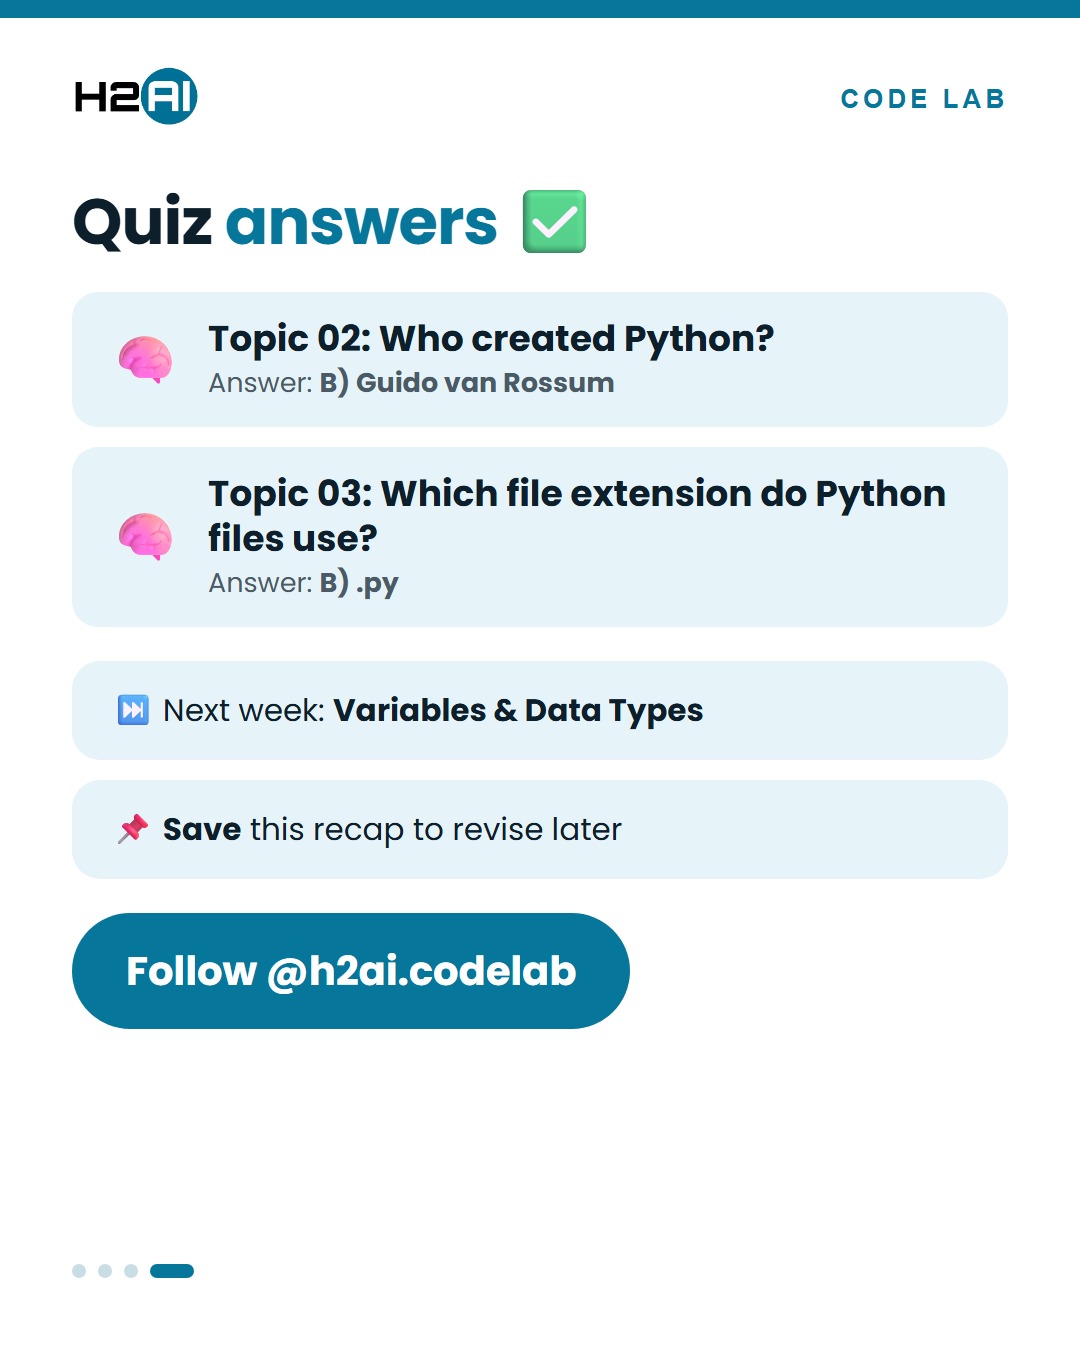 H2AI
CODE LAB
Quiz answers
Topic 02: Who created Python?
Answer: B) Guido van Rossum
Topic 03: Which file extension do Python
files use?
Answer: B) .py
Next week: Variables & Data Types
Save this recap to revise later
Follow @h2ai.codelab